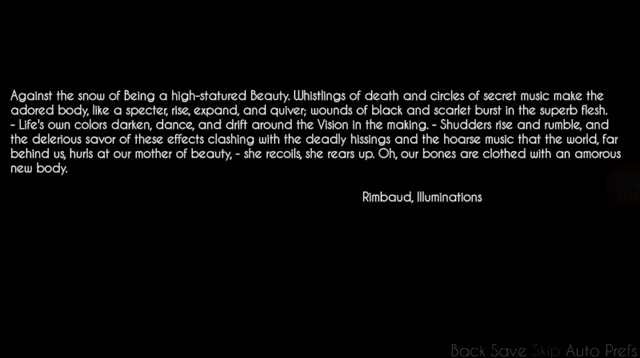 Against the snow of Being a high-statured Beauty. Whistlings of death and circles of secret music make the
adored body, like a specter, rise, expand, and quiver; wounds of black and scarlet burst in the superb flesh.
- Life's own colors darken, dance, and drift around the Vision in the making. - Shudders rise and rumble, and
the delerious savor of these effects clashing with the deadly hissings and the hoarse music that the world, far
behind us, hurls at our mother of beauty, - she recoils, she rears up. Oh, our bones are clothed with an amorous
new body.
Rimbaud, Illuminations
Back Save Skip Auto Prefs